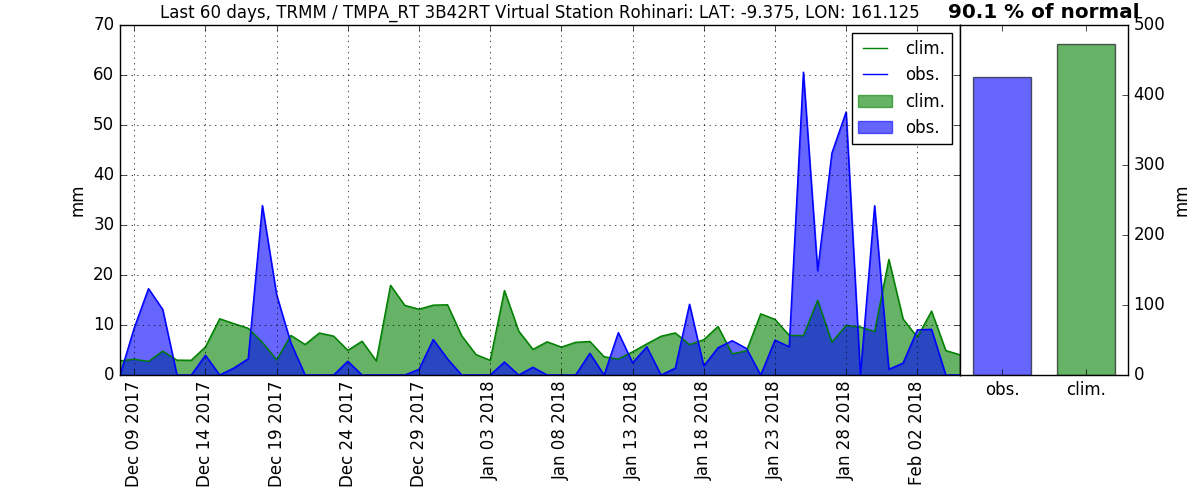 Last 60 days, TRMM / TMPA_RT 3B42RT Virtual Station Rohinari: LAT: -9.375, LON: 161.125
90.1 % of normal
70
60
50
40
30
20
10
0
mm
clim.
obs.
clim.
obs.
500
400
300
200
100
0
mm
Dec 09 2017
Dec 14 2017
Dec 19 2017
Dec 24 2017
Dec 29 2017
Jan 03 2018
Jan 08 2018
Jan 13 2018
Jan 18 2018
Jan 23 2018
Jan 28 2018
Feb 02 2018
obs.
clim.